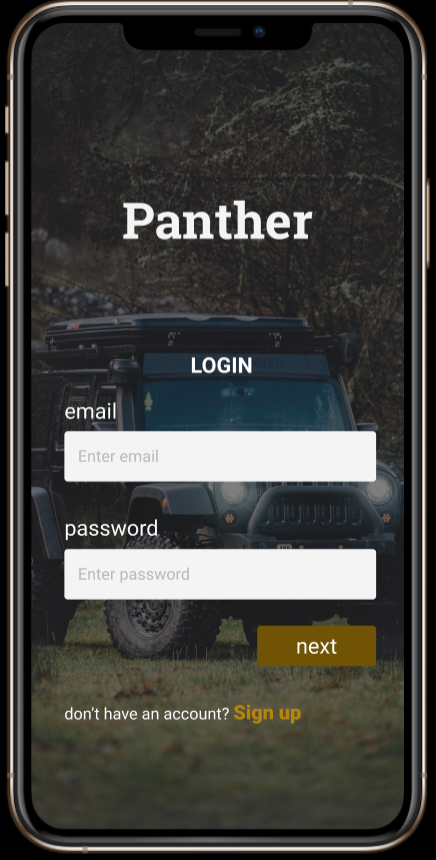 Panther
LOGIN
email
Enter email
password
Enter password
next
don't have an account? Sign up